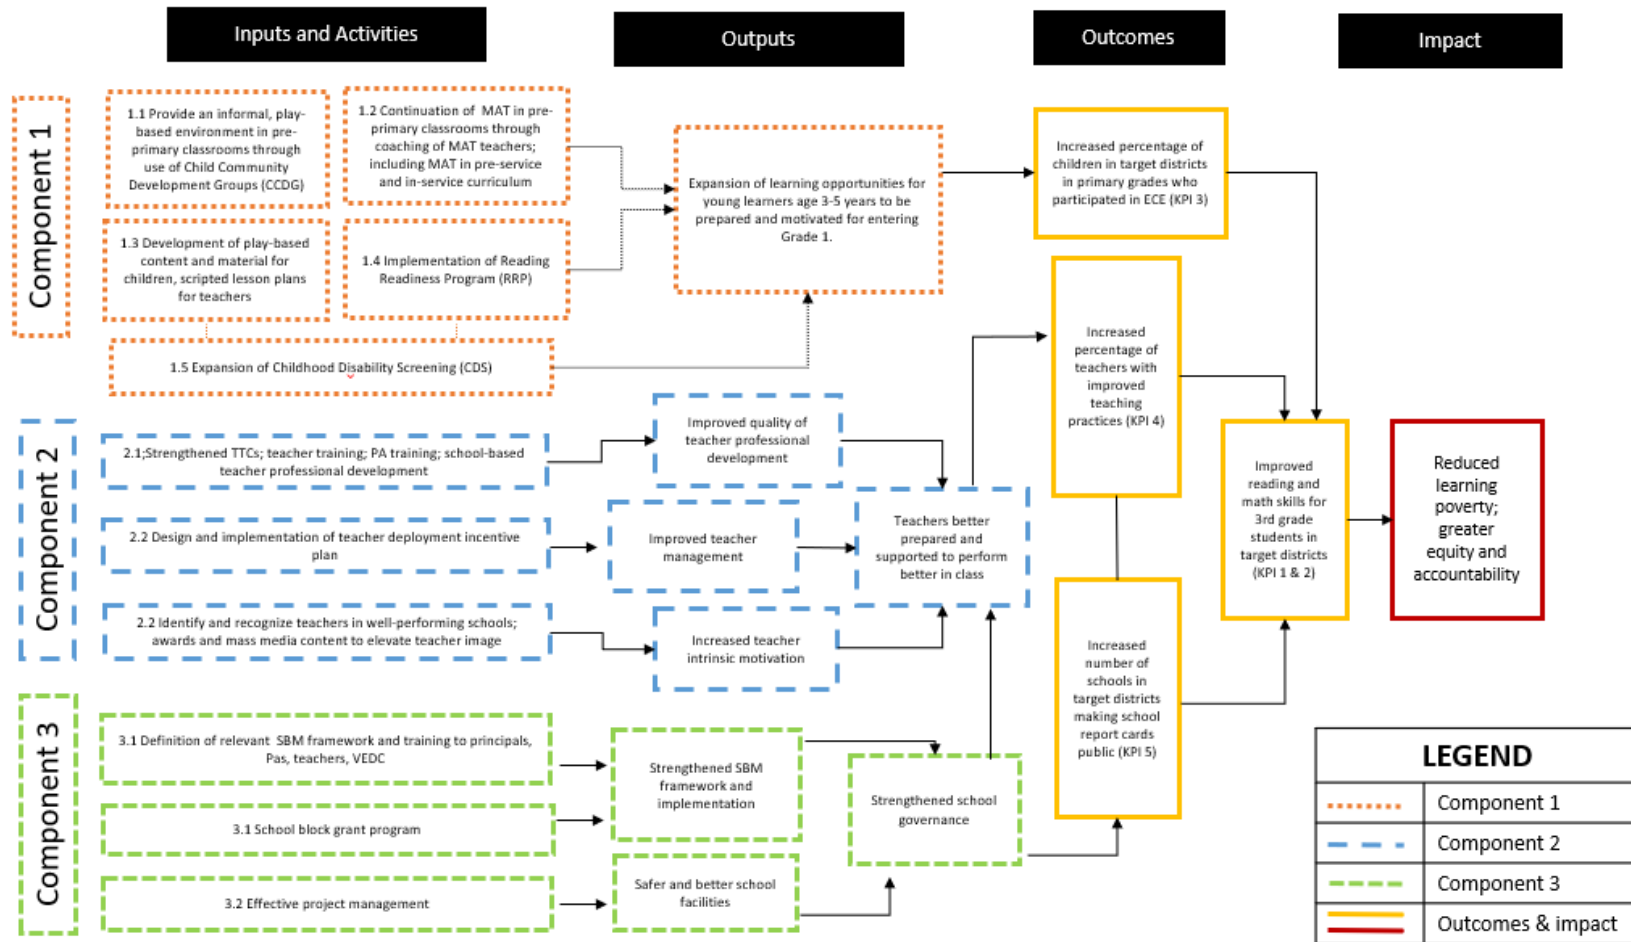 Inputs and Activities
Outputs
Outcomes
Impact
Component 1
1.1 Provide an informal, play-
based environment in pre-
primary classrooms through
use of Child Community
Development Groups (CCDG)
1.2 Continuation of MAT in pre-
primary classrooms through
coaching of MAT teachers;
including MAT in pre-service
and in-service curriculum
1.3 Development of play-based
content and material for
children, scripted lesson plans
for teachers
1.4 Implementation of Reading
Readiness Program (RRP)
1.5 Expansion of Childhood Disability Screening (CDS)
Expansion of learning opportunities for
young learners age 3-5 years to be
prepared and motivated for entering
Grade 1.
Increased percentage of
children in target districts
in primary grades who
participated in ECE (KPI 3)
Component 2
2.1;Strengthened TTCs; teacher training; PA training; school-based
teacher professional development
2.2 Design and implementation of teacher deployment incentive
plan
2.2 Identify and recognize teachers in well-performing schools;
awards and mass media content to elevate teacher image
Improved quality of
teacher professional
development
Improved teacher
management
Increased teacher
intrinsic motivation
Teachers better
prepared and
supported to perform
better in class
Increased
percentage of
teachers with
improved
teaching
practices (KPI 4)
Improved
reading and
math skills for
3rd grade
students in
target districts
(KPI 1 & 2)
Reduced
learning
poverty;
greater
equity and
accountability
Component 3
3.1 Definition of relevant SBM framework and training to principals,
Pas, teachers, VEDC
3.1 School block grant program
3.2 Effective project management
Strengthened SBM
framework and
implementation
Safer and better school
facilities
Strengthened school
governance
Increased
number of
schools in
target districts
making school
report cards
public (KPI 5)
LEGEND
Component 1
Component 2
Component 3
Outcomes & impact